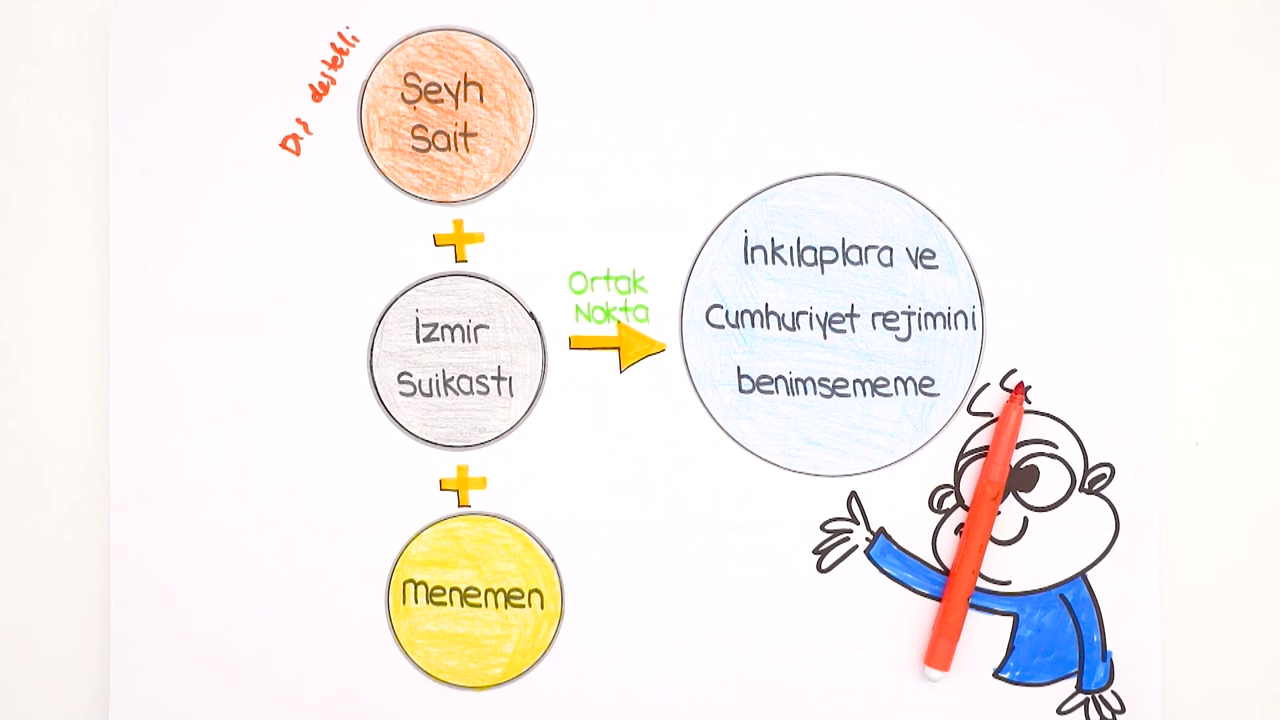 Dış destekli
Şeyh
Sait
İzmir
Suikastı
Menemen
Ortak
Nokta
İnkılaplara ve
Cumhuriyet rejimini
benimsememe